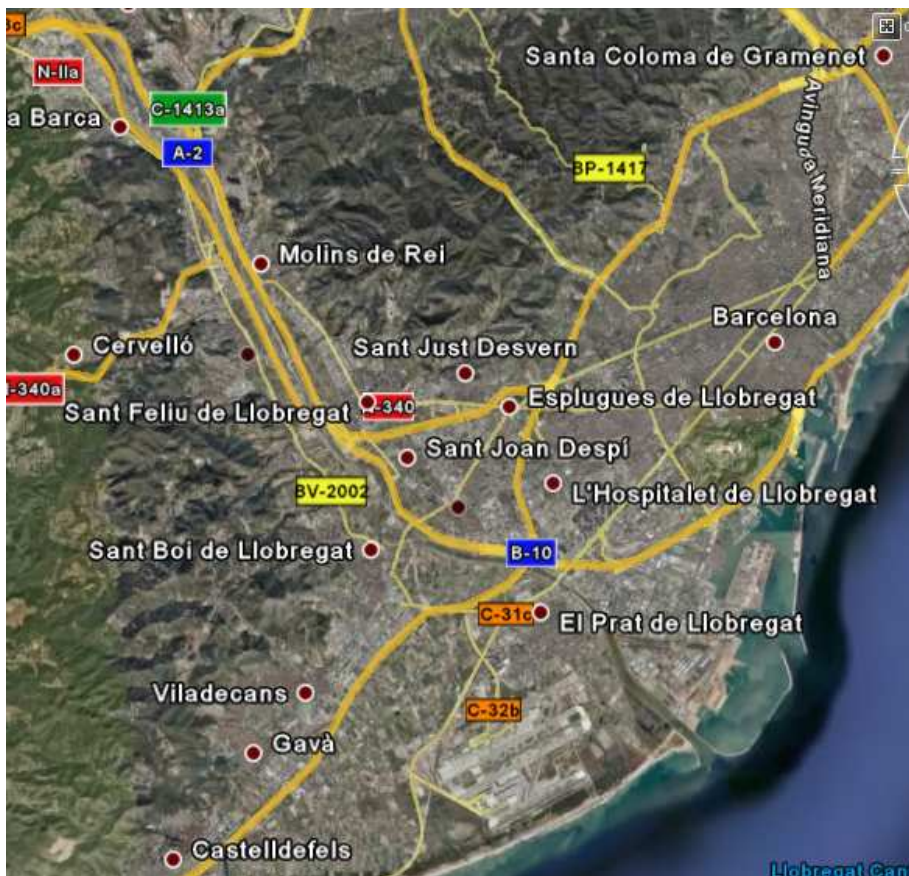 N-IIa
Santa Coloma de Gramenet
C-1413a
a Barca
A-2
BP-1417
Avinguda Meridiana
Molins de Rei
Barcelona
Cervelló
Sant Just Desvern
-340a
Esplugues de Llobregat
-340
Sant Feliu de Llobregat
Sant Joan Despí
BV-2002
L'Hospitalet de Llobregat
Sant Boi de Llobregat
B-10
C-31c
El Prat de Llobregat
Viladecans
C-32b
Gavà
Castelldefels
Llobregat Can